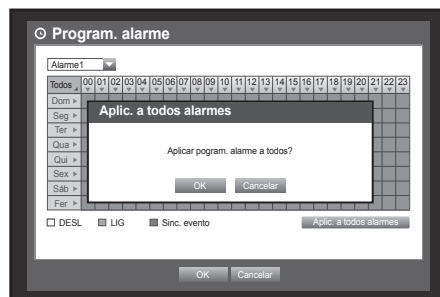 Program. alarme
Alarme1
Todos 00 01 02 03 04 05 06 07 08 09 10 11 12 13 14 15 16 17 18 19 20 21 22 23
Dom
Seg
Ter
Qua
Qui
Sex
Sáb
Fer
Aplic. a todos alarmes
Aplicar pogram. alarme a todos?
OK Cancelar
DESL LIG Sinc. evento Aplic. a todos alarmes
OK Cancelar